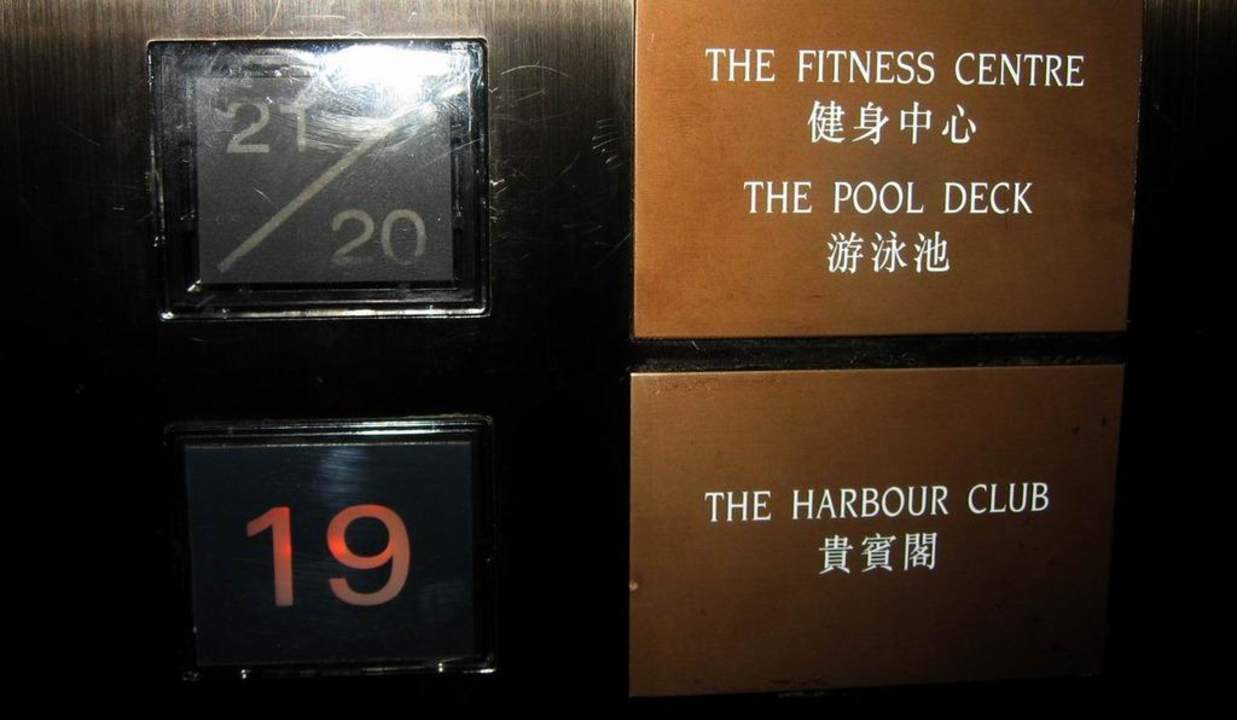 21/20
THE FITNESS CENTRE
健身中心
THE POOL DECK
游泳池
19
THE HARBOUR CLUB
貴賓閣